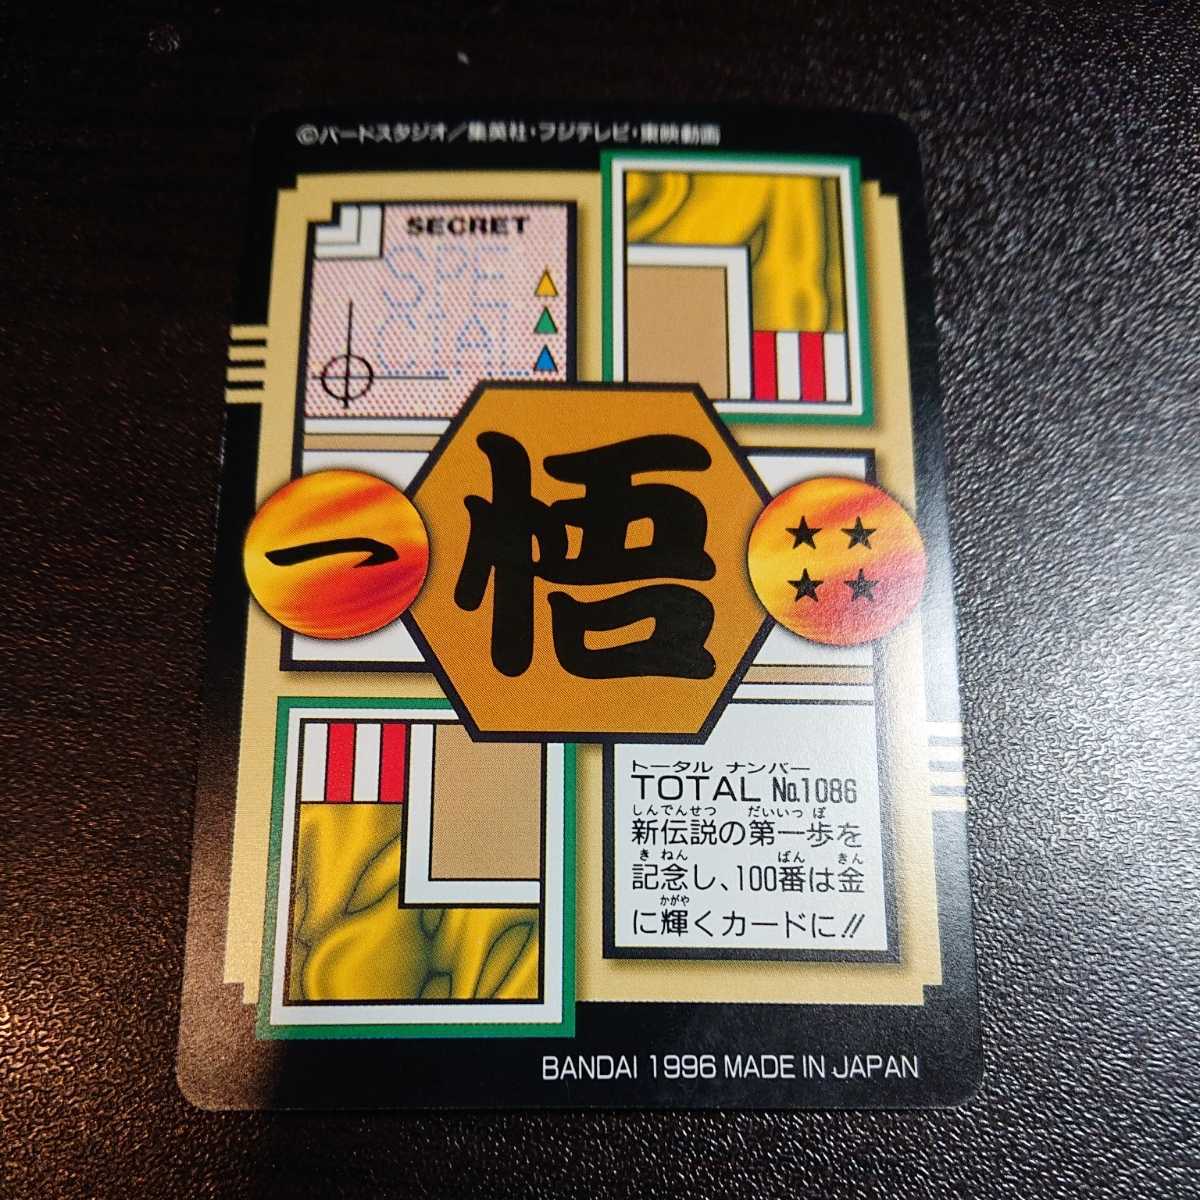 ©バードスタジオ／集英社・フジテレビ・東映動画
SECRET
SPE
CIAL
一
悟
トータル ナンバー
TOTAL No.1086
しんでんせつ だいいっぽ
新伝説の第一歩を
きねん ばん きん
記念し、100番は金
かがや
に輝くカードに!!
BANDAI 1996 MADE IN JAPAN